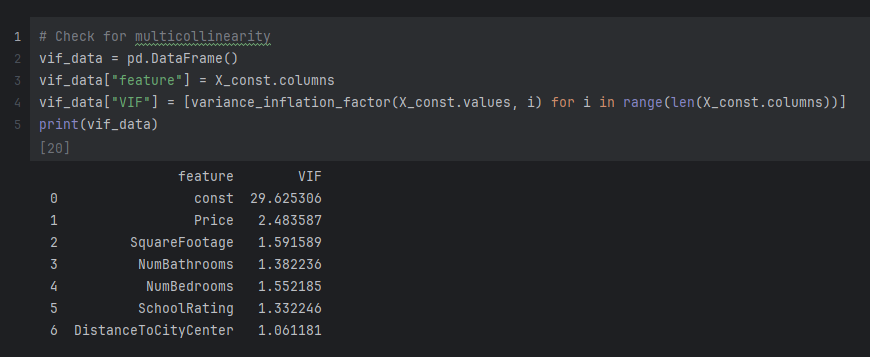 1 # Check for multicollinearity
2 vif_data = pd.DataFrame()
3 vif_data["feature"] = X_const.columns
4 vif_data["VIF"] = [variance_inflation_factor(X_const.values, i) for i in range(len(X_const.columns))]
5 print(vif_data)
[20]
feature VIF
0 const 29.625306
1 Price 2.483587
2 SquareFootage 1.591589
3 NumBathrooms 1.382236
4 NumBedrooms 1.552185
5 SchoolRating 1.332246
6 DistanceToCityCenter 1.061181